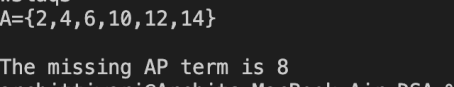 A={2,4,6,10,12,14}
The missing AP term is 8